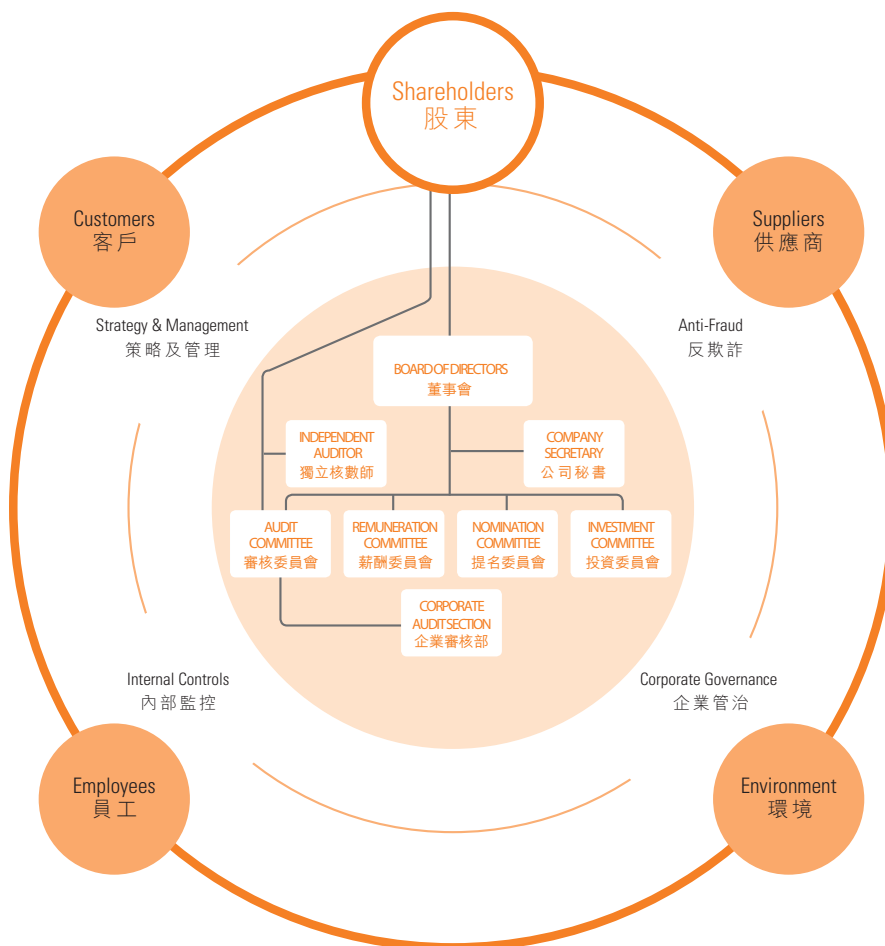 Shareholders
股東
Customers
客戶
Suppliers
供應商
Strategy & Management
策略及管理
Anti-Fraud
反欺詐
BOARD OF DIRECTORS
董事會
INDEPENDENT
AUDITOR
獨立核數師
COMPANY
SECRETARY
公司秘書
AUDIT
COMMITTEE
審核委員會
REMUNERATION
COMMITTEE
薪酬委員會
NOMINATION
COMMITTEE
提名委員會
INVESTMENT
COMMITTEE
投資委員會
CORPORATE
AUDIT SECTION
企業審核部
Internal Controls
內部監控
Corporate Governance
企業管治
Employees
員工
Environment
環境